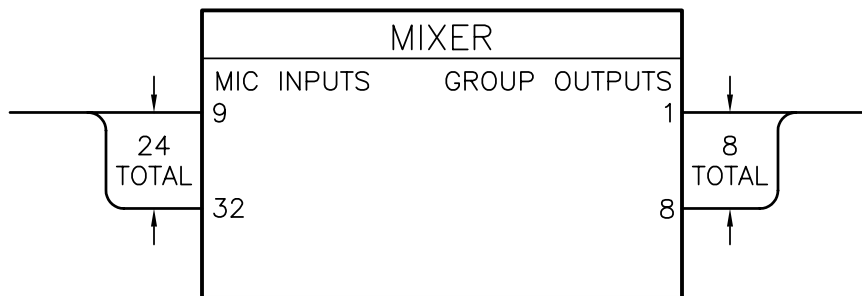 MIXER
MIC INPUTS GROUP OUTPUTS
9 1
24 8
TOTAL TOTAL
32 8